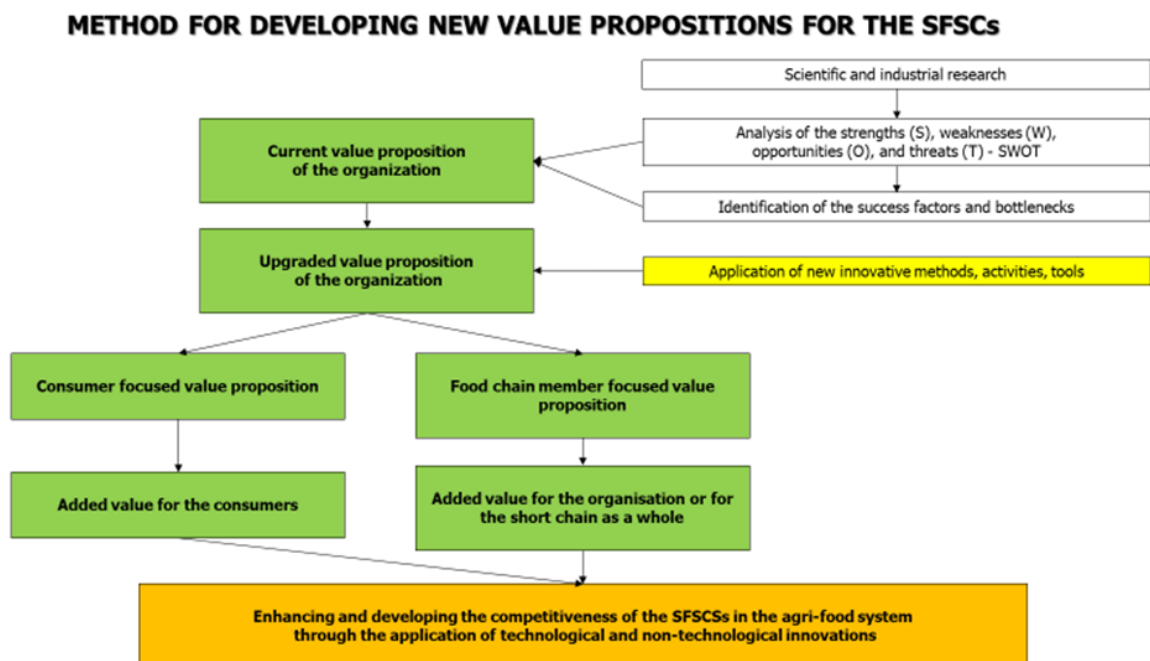 METHOD FOR DEVELOPING NEW VALUE PROPOSITIONS FOR THE SFSCs
Scientific and industrial research
Current value proposition
of the organization
Analysis of the strengths (S), weaknesses (W),
opportunities (O), and threats (T) - SWOT
Identification of the success factors and bottlenecks
Upgraded value proposition
of the organization
Application of new innovative methods, activities, tools
Consumer focused value proposition
Food chain member focused value
proposition
Added value for the consumers
Added value for the organisation or for
the short chain as a whole
Enhancing and developing the competitiveness of the SFSCSs in the agri-food system
through the application of technological and non-technological innovations